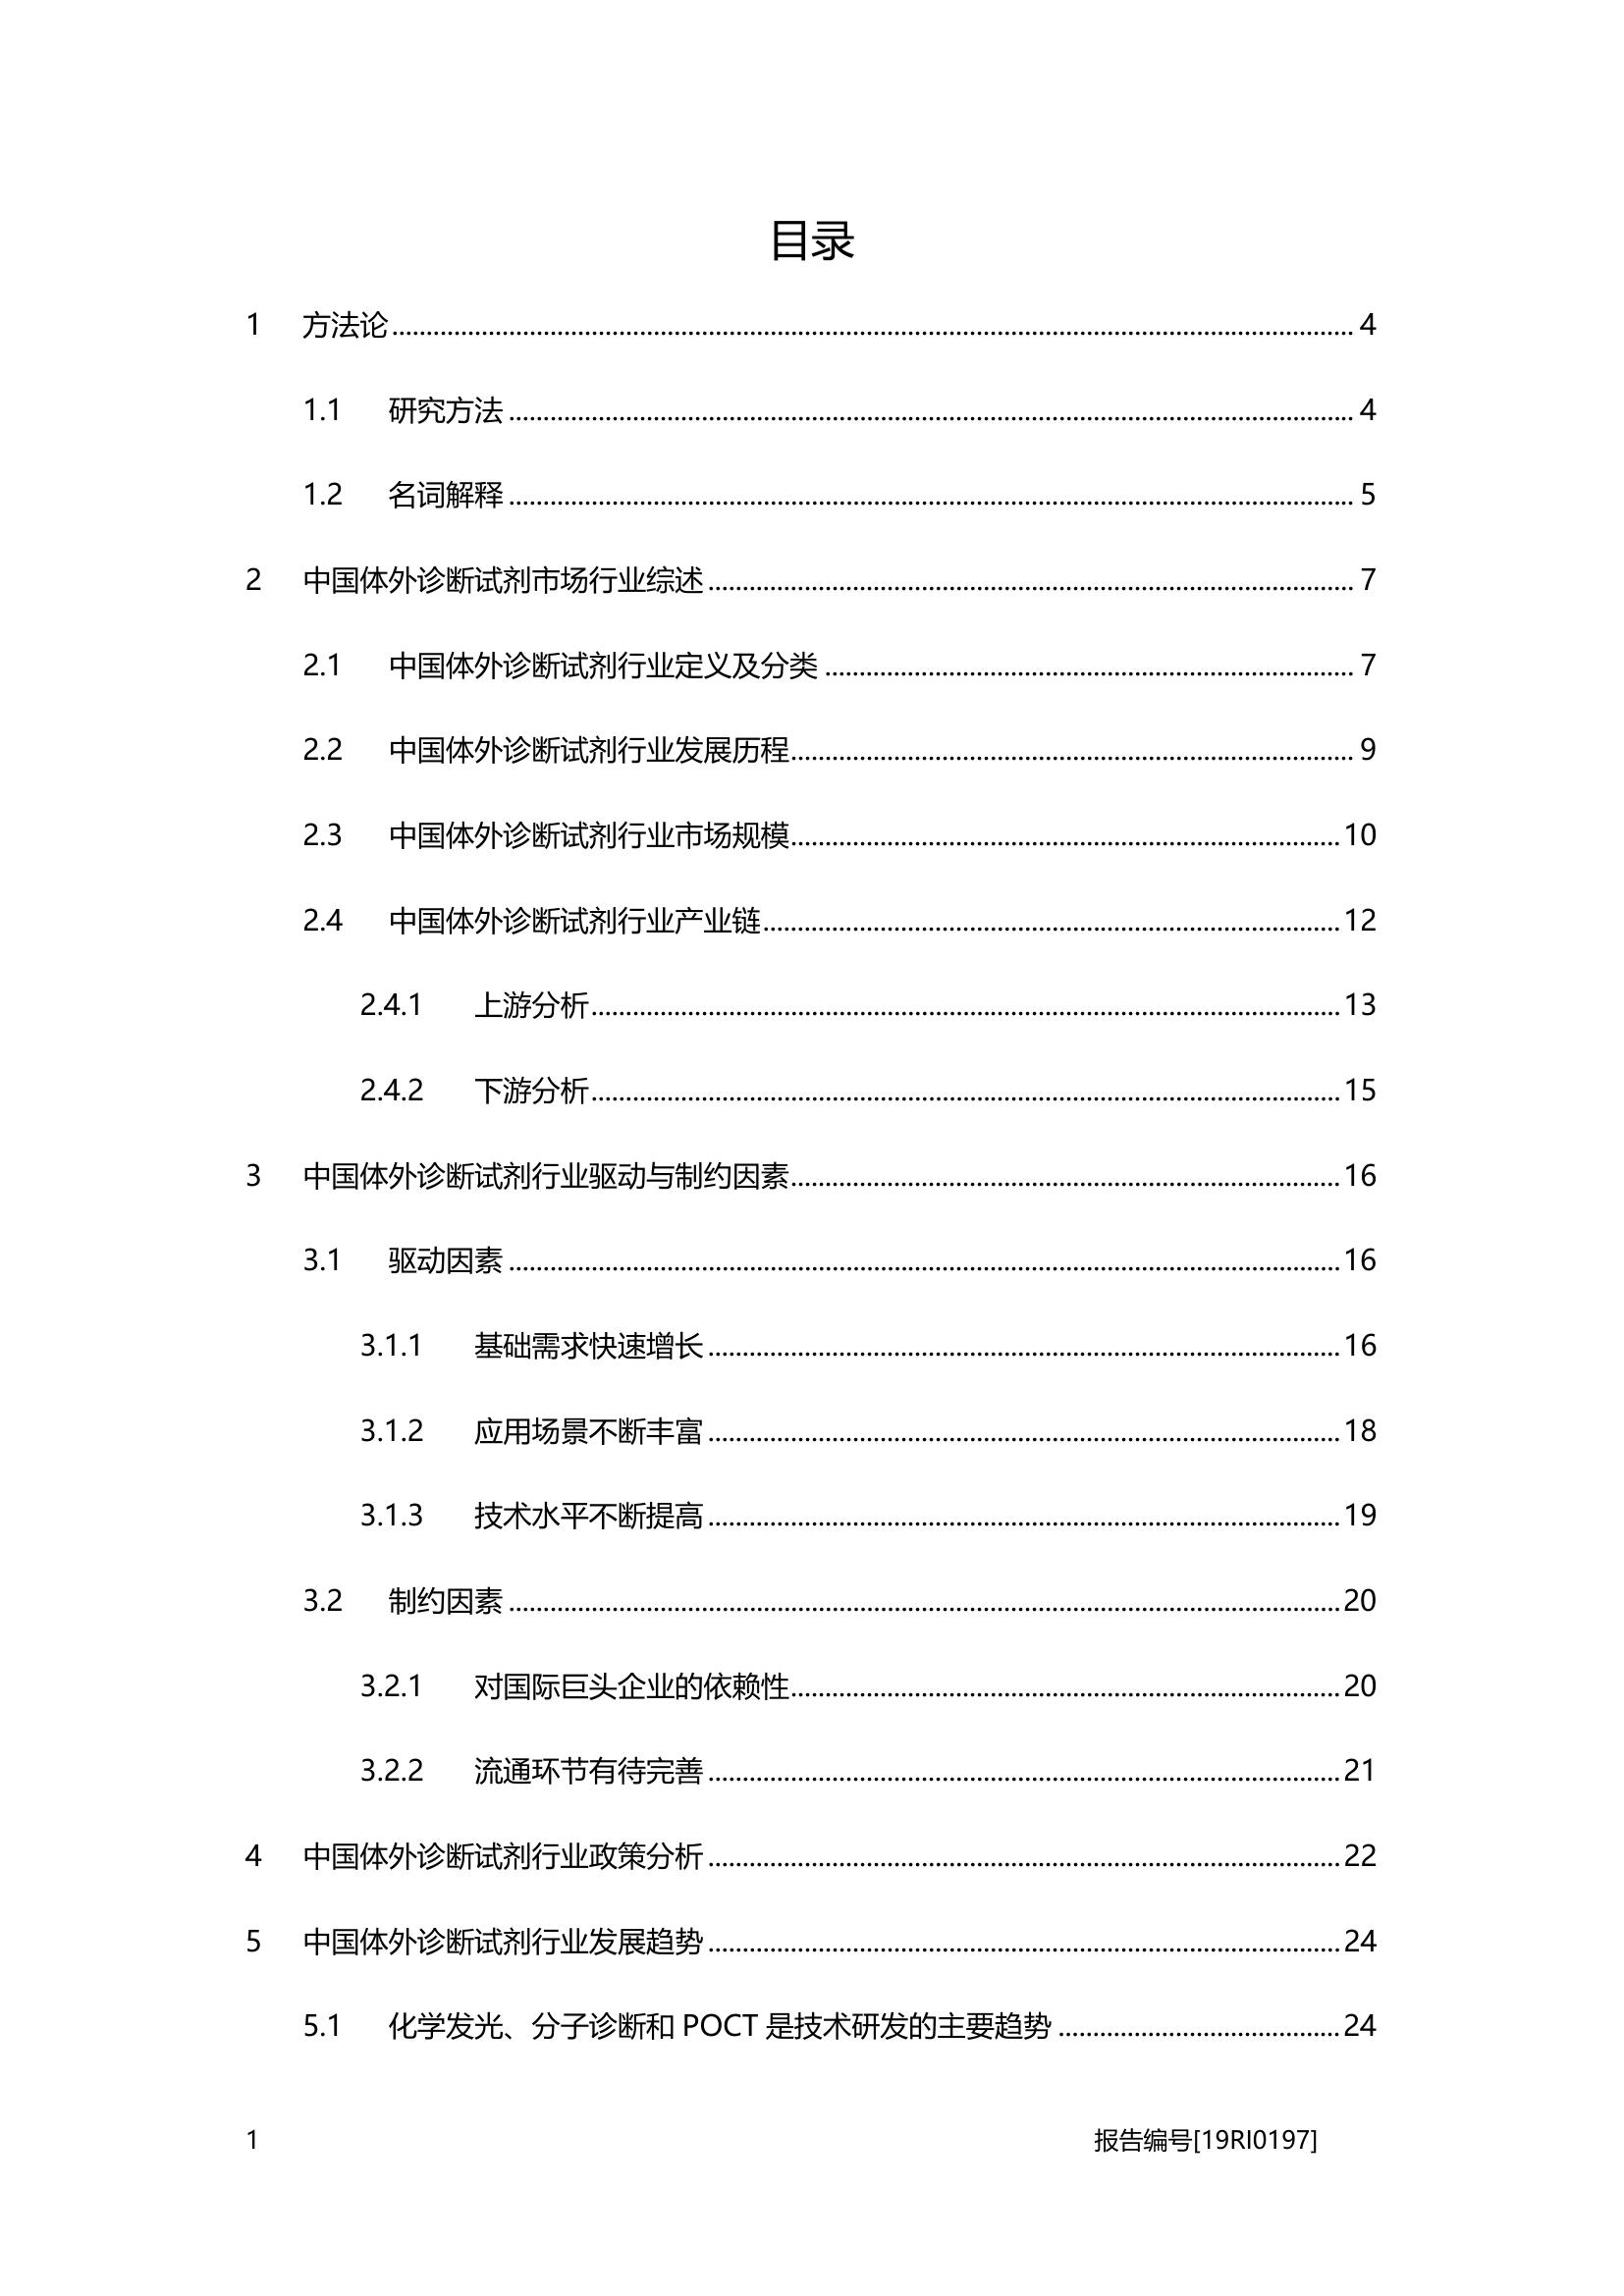 目录
1 方法论 4
1.1 研究方法 4
1.2 名词解释 5
2 中国体外诊断试剂市场行业综述 7
2.1 中国体外诊断试剂行业定义及分类 7
2.2 中国体外诊断试剂行业发展历程 9
2.3 中国体外诊断试剂行业市场规模 10
2.4 中国体外诊断试剂行业产业链 12
2.4.1 上游分析 13
2.4.2 下游分析 15
3 中国体外诊断试剂行业驱动与制约因素 16
3.1 驱动因素 16
3.1.1 基础需求快速增长 16
3.1.2 应用场景不断丰富 18
3.1.3 技术水平不断提高 19
3.2 制约因素 20
3.2.1 对国际巨头企业的依赖性 20
3.2.2 流通环节有待完善 21
4 中国体外诊断试剂行业政策分析 22
5 中国体外诊断试剂行业发展趋势 24
5.1 化学发光、分子诊断和 POCT 是技术研发的主要趋势 24
1 报告编号[19RI0197]